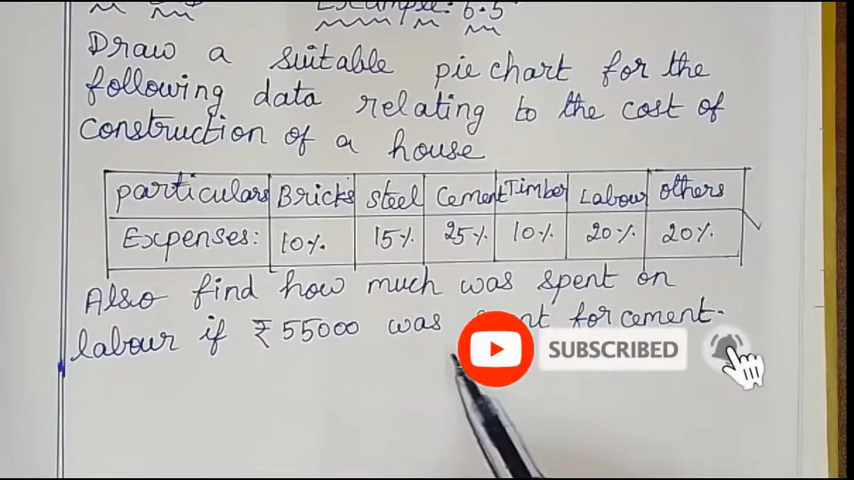 Example: 6.5
Draw a suitable pie chart for the
following data relating to the cost of
construction of a house
particulars Bricks steel Cement Timber Labour others
Expenses: 10% 15% 25% 10% 20% 20%
Also find how much was spent on
labour if ₹ 55000 was for cement.
SUBSCRIBED